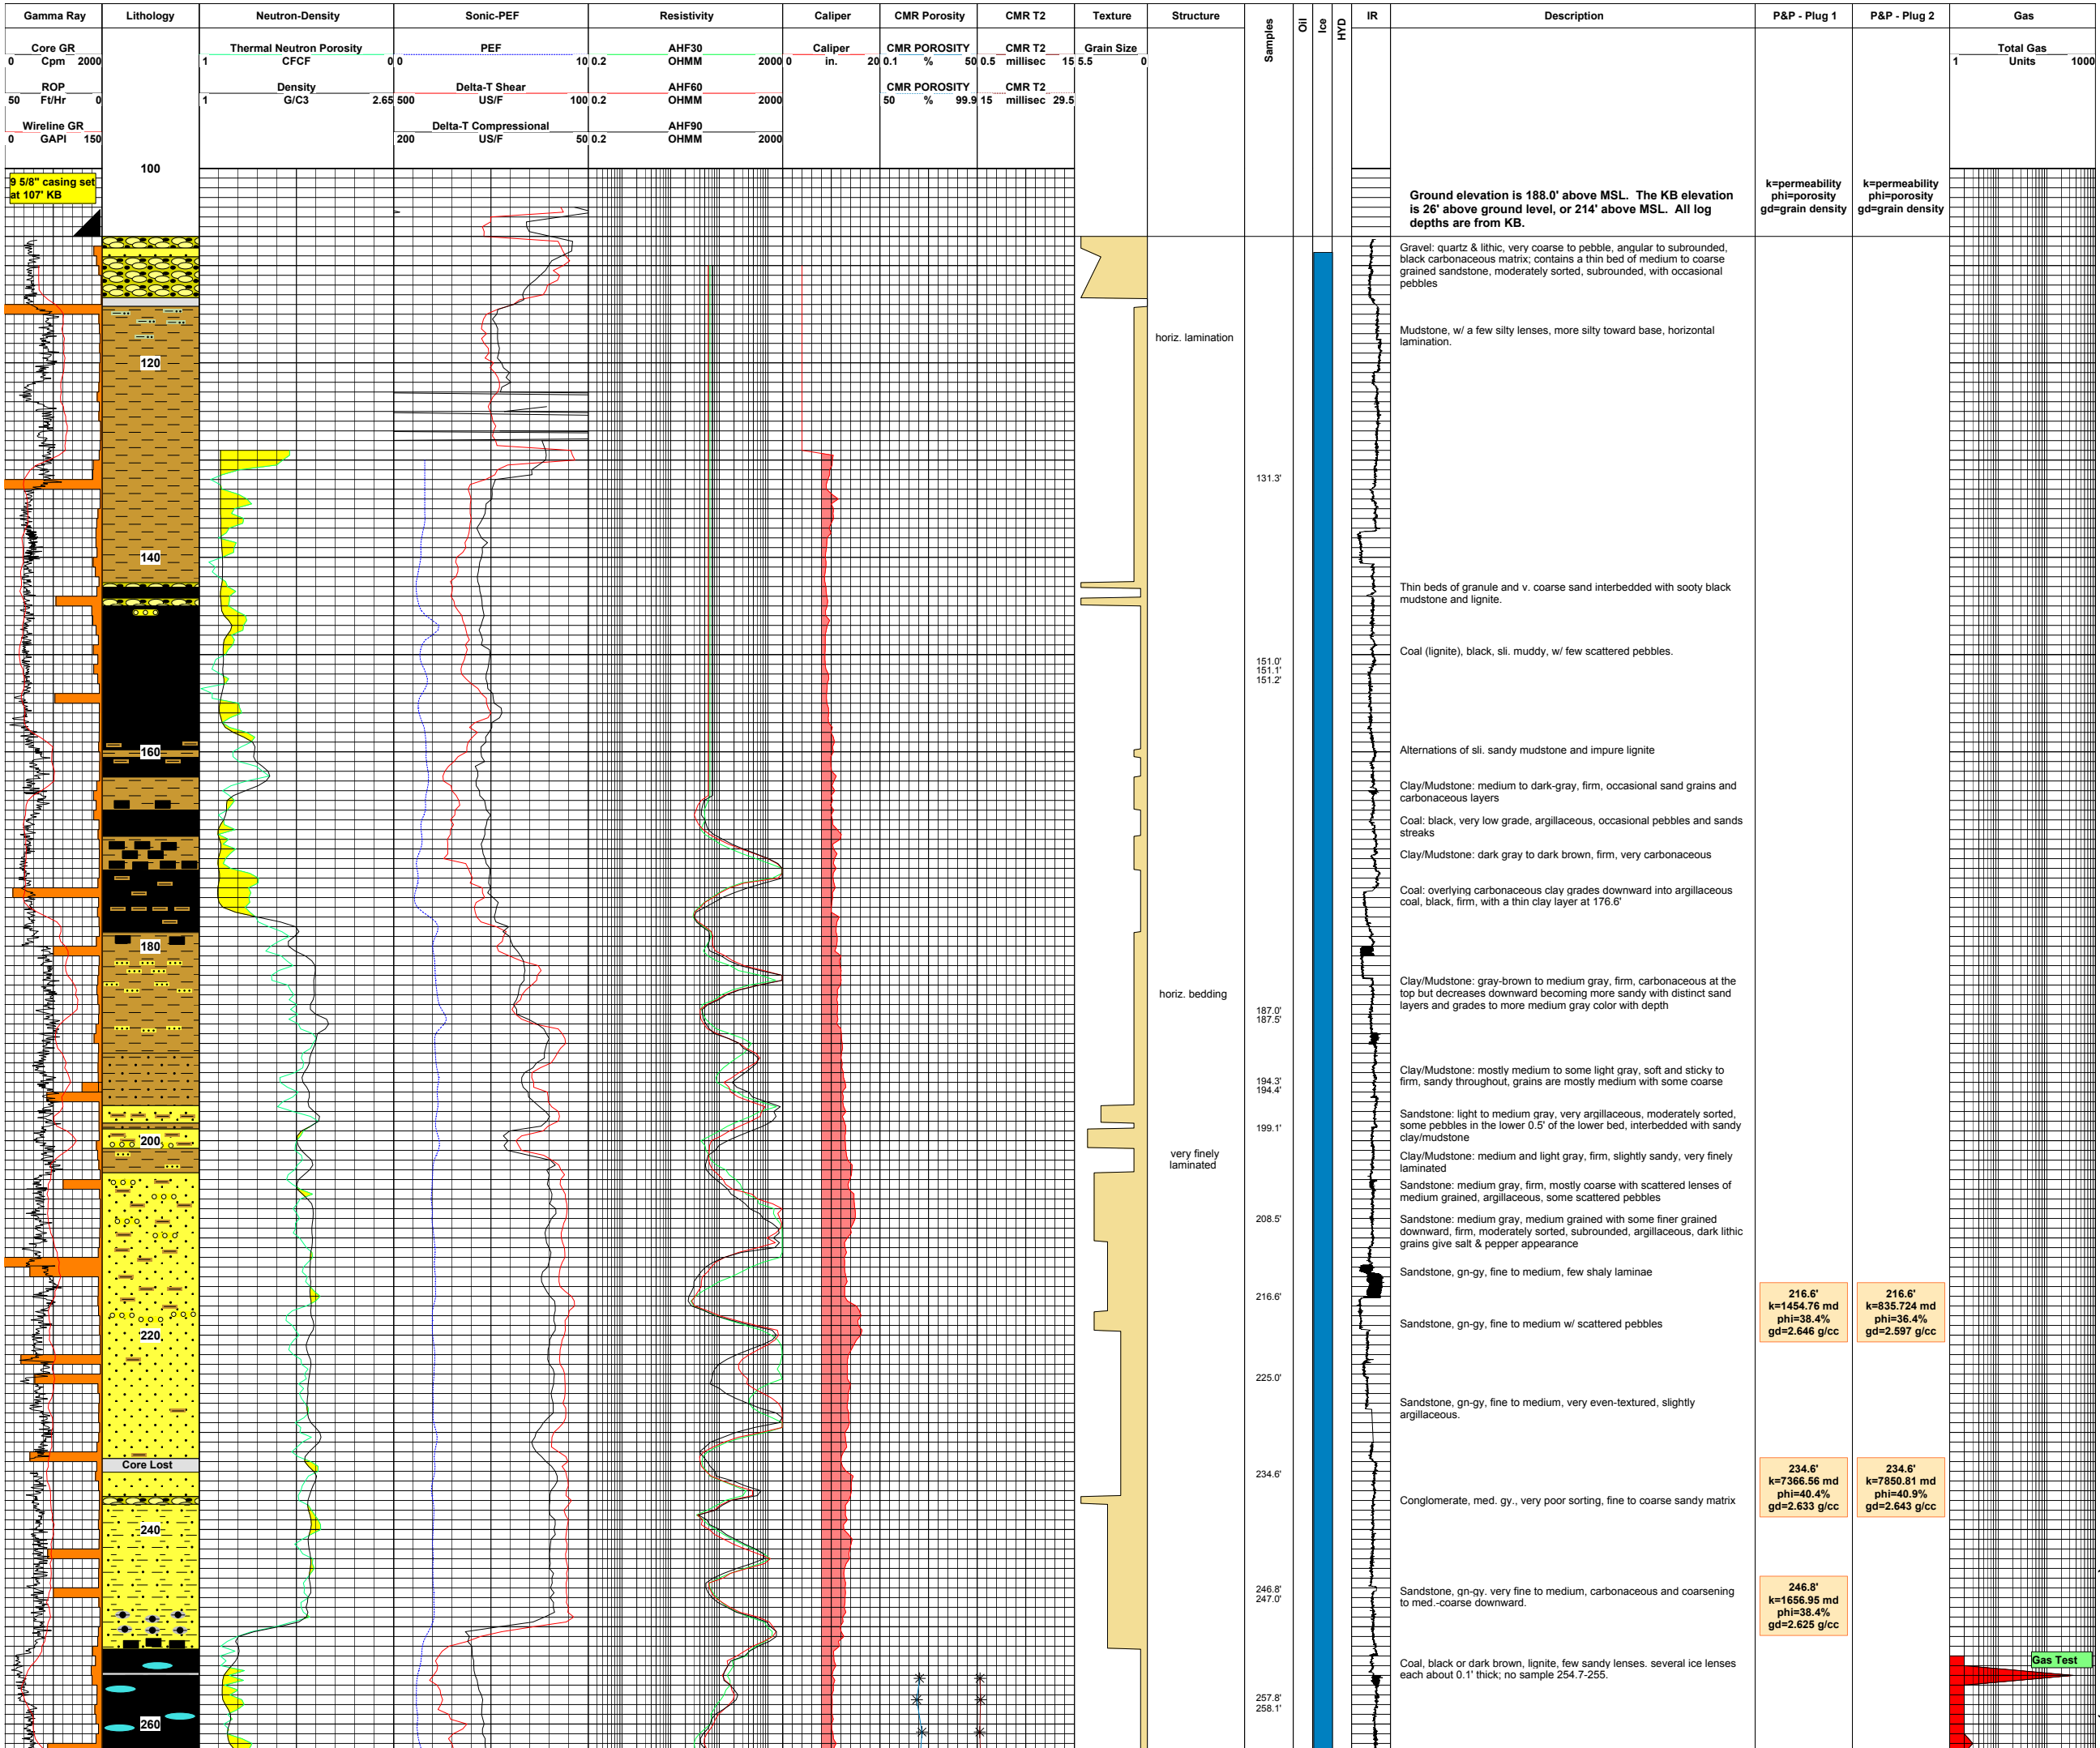 Gamma Ray
Lithology
Neutron-Density
Sonic-PEF
Resistivity
Caliper
CMR Porosity
CMR T2
Texture
Structure
Samples
Oil
Ice
HYD
IR
Description
P&P - Plug 1
P&P - Plug 2
Gas
Core GR
0 Cpm 2000
ROP
50 Ft/Hr 0
Wireline GR
0 GAPI 150
Thermal Neutron Porosity
1 CFCF 0
Density
1 G/C3 2.65
PEF
0 10
Delta-T Shear
500 US/F 100
Delta-T Compressional
200 US/F 50
AHF30
0.2 OHMM 2000
AHF60
0.2 OHMM 2000
AHF90
0.2 OHMM 2000
Caliper
0 in. 20
CMR POROSITY
0.1 % 50
CMR POROSITY
50 % 99.9
CMR T2
0.5 millisec 15
CMR T2
15 millisec 29.5
Grain Size
5.5 0
Total Gas
1 Units 1000
100
9 5/8" casing set
at 107' KB
Ground elevation is 188.0' above MSL. The KB elevation
is 26' above ground level, or 214' above MSL. All log
depths are from KB.
k=permeability
phi=porosity
gd=grain density
k=permeability
phi=porosity
gd=grain density
Gravel: quartz & lithic, very coarse to pebble, angular to subrounded,
black carbonaceous matrix; contains a thin bed of medium to coarse
grained sandstone, moderately sorted, subrounded, with occasional
pebbles
horiz. lamination
Mudstone, w/ a few silty lenses, more silty toward base, horizontal
lamination.
120
131.3'
140
Thin beds of granule and v. coarse sand interbedded with sooty black
mudstone and lignite.
Coal (lignite), black, sli. muddy, w/ few scattered pebbles.
151.0'
151.1'
151.2'
160
Alternations of sli. sandy mudstone and impure lignite
Clay/Mudstone: medium to dark-gray, firm, occasional sand grains and
carbonaceous layers
Coal: black, very low grade, argillaceous, occasional pebbles and sands
streaks
Clay/Mudstone: dark gray to dark brown, firm, very carbonaceous
Coal: overlying carbonaceous clay grades downward into argillaceous
coal, black, firm, with a thin clay layer at 176.6'
180
Clay/Mudstone: gray-brown to medium gray, firm, carbonaceous at the
top but decreases downward becoming more sandy with distinct sand
layers and grades to more medium gray color with depth
horiz. bedding
187.0'
187.5'
Clay/Mudstone: mostly medium to some light gray, soft and sticky to
firm, sandy throughout, grains are mostly medium with some coarse
194.3'
194.4'
Sandstone: light to medium gray, very argillaceous, moderately sorted,
some pebbles in the lower 0.5' of the lower bed, interbedded with sandy
clay/mudstone
199.1'
200
very finely
laminated
Clay/Mudstone: medium and light gray, firm, slightly sandy, very finely
laminated
Sandstone: medium gray, firm, mostly coarse with scattered lenses of
medium grained, argillaceous, some scattered pebbles
208.5'
Sandstone: medium gray, medium grained with some finer grained
downward, firm, moderately sorted, subrounded, argillaceous, dark lithic
grains give salt & pepper appearance
Sandstone, gn-gy, fine to medium, few shaly laminae
216.6'
216.6'
k=1454.76 md
phi=38.4%
gd=2.646 g/cc
216.6'
k=835.724 md
phi=36.4%
gd=2.597 g/cc
Sandstone, gn-gy, fine to medium w/ scattered pebbles
220
225.0'
Sandstone, gn-gy, fine to medium, very even-textured, slightly
argillaceous.
Core Lost
234.6'
234.6'
k=7366.56 md
phi=40.4%
gd=2.633 g/cc
234.6'
k=7850.81 md
phi=40.9%
gd=2.643 g/cc
Conglomerate, med. gy., very poor sorting, fine to coarse sandy matrix
240
246.8'
247.0'
Sandstone, gn-gy. very fine to medium, carbonaceous and coarsening
to med.-coarse downward.
246.8'
k=1656.95 md
phi=38.4%
gd=2.625 g/cc
Gas Test
Coal, black or dark brown, lignite, few sandy lenses. several ice lenses
each about 0.1' thick; no sample 254.7-255.
257.8'
258.1'
260